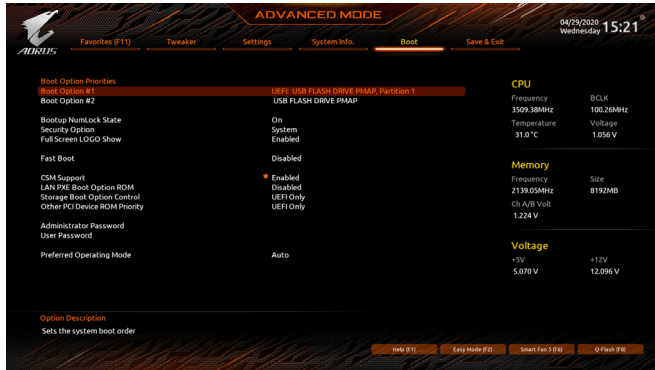 ADVANCED MODE
04/29/2020
Wednesday 15:21
AORUS
Favorites (F11) Tweaker Settings System Info. Boot Save & Exit
Boot Option Priorities
Boot Option #1 UEFI: USB FLASH DRIVE PMAP, Partition 1
Boot Option #2 USB FLASH DRIVE PMAP
Bootup NumLock State On
Security Option System
Full Screen LOGO Show Enabled
Fast Boot Disabled
CSM Support * Enabled
LAN PXE Boot Option ROM Disabled
Storage Boot Option Control UEFI Only
Other PCI Device ROM Priority UEFI Only
Administrator Password
User Password
Preferred Operating Mode Auto
CPU
Frequency BCLK
3509.38MHz 100.26MHz
Temperature Voltage
31.0°C 1.056 V
Memory
Frequency Size
2139.05MHz 8192MB
Ch A/B Volt
1.224 V
Voltage
+5V +12V
5.070 V 12.096 V
Option Description
Sets the system boot order
Help (F1) Easy Mode (F2) Smart Fan 5 (F6) Q-Flash (F8)